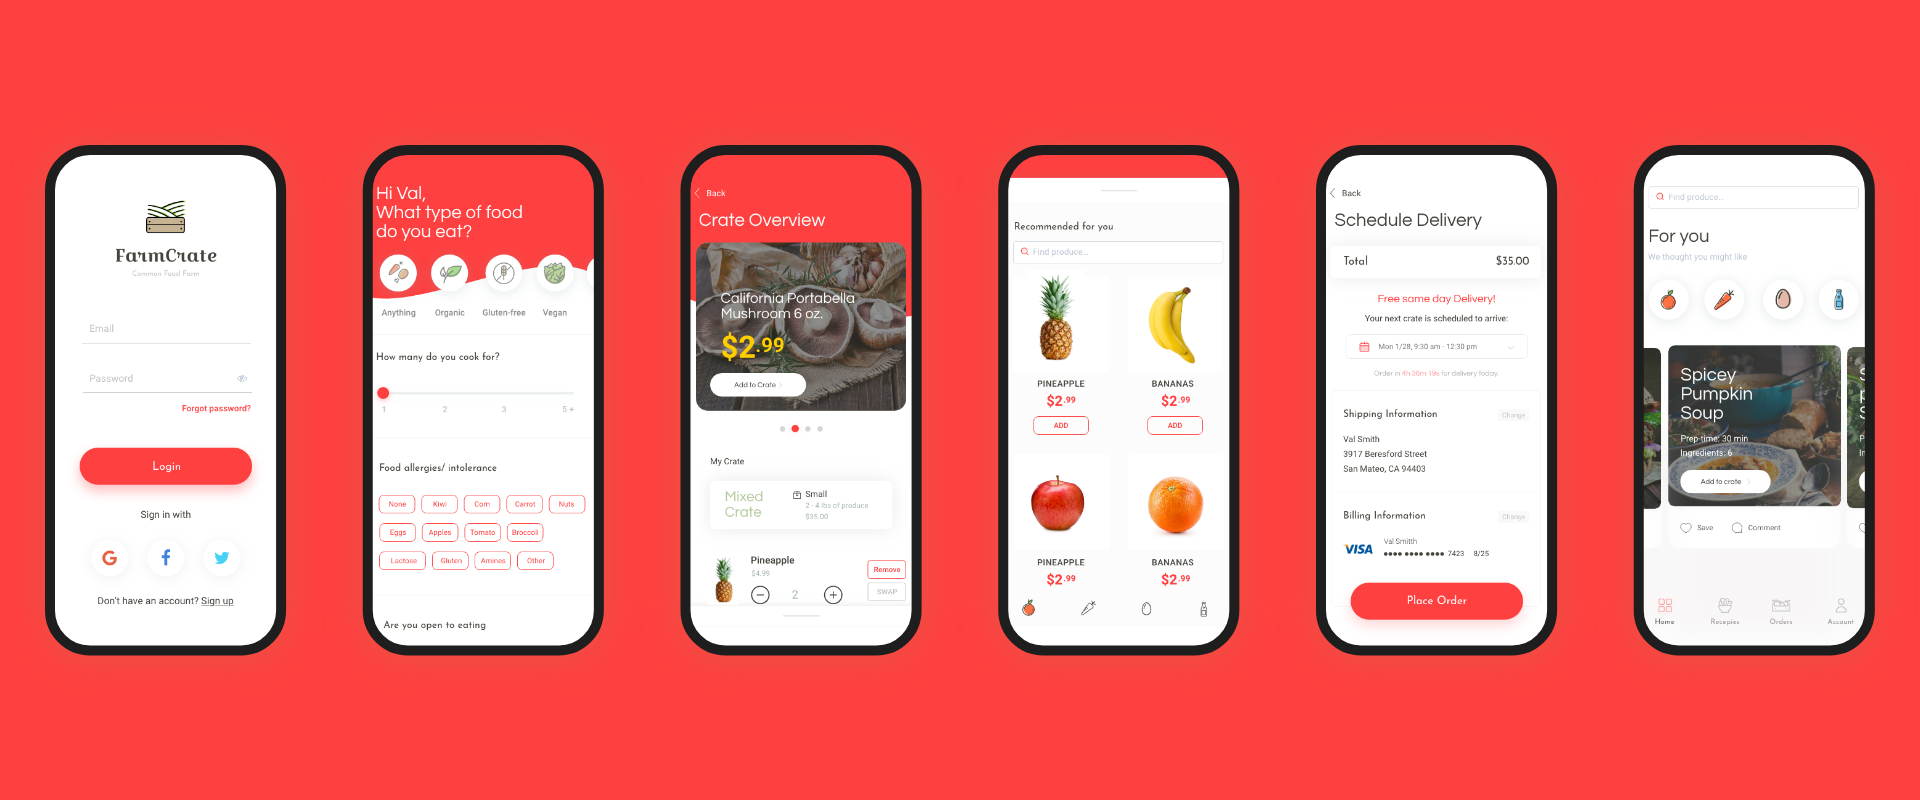 FarmCrate
Common Food Farm
Email
Password
Forgot password?
Login
Sign in with
Don't have an account? Sign up
Hi Val,
What type of food
do you eat?
Anything Organic Gluten-free Vegan
How many do you cook for?
1 2 3 5 +
Food allergies/ intolerance
None Kiwi Corn Carrot Nuts
Eggs Apples Tomato Broccoli
Lactose Gluten Amines Other
Are you open to eating
Back
Crate Overview
California Portabella
Mushroom 6 oz.
$2.99
Add to Crate
My Crate
Mixed
Crate
Small
2 - 4 lbs of produce
$35.00
Pineapple
$4.99
2
Remove
SWAP
Recommended for you
Find produce...
PINEAPPLE BANANAS
$2.99 $2.99
ADD ADD
PINEAPPLE BANANAS
$2.99 $2.99
Back
Schedule Delivery
Total $35.00
Free same day Delivery!
Your next crate is scheduled to arrive:
Mon 1/28, 9:30 am - 12:30 pm
Order in 4h 36m 19s for delivery today.
Shipping Information Change
Val Smith
3917 Beresford Street
San Mateo, CA 94403
Billing Information Change
Val Smitth
VISA •••• •••• •••• 7423 8/25
Place Order
Find produce...
For you
We thought you might like
Spicy
Pumpkin
Soup
Prep time: 30 min
Ingredients: 6
Add to crate
Save Comment
Home Recepies Orders Account